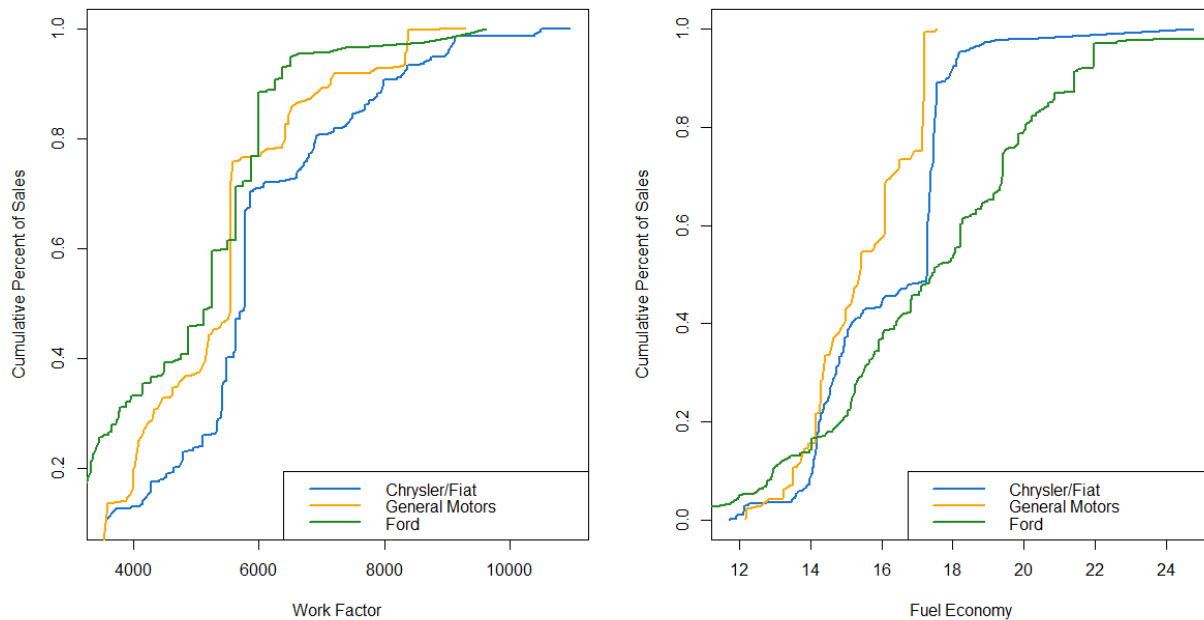 Cumulative Percent of Sales
1.0
0.8
0.6
0.4
0.2
4000 6000 8000 10000
Work Factor
Chrysler/Fiat
General Motors
Ford
Cumulative Percent of Sales
1.0
0.8
0.6
0.4
0.2
0.0
12 14 16 18 20 22 24
Fuel Economy
Chrysler/Fiat
General Motors
Ford